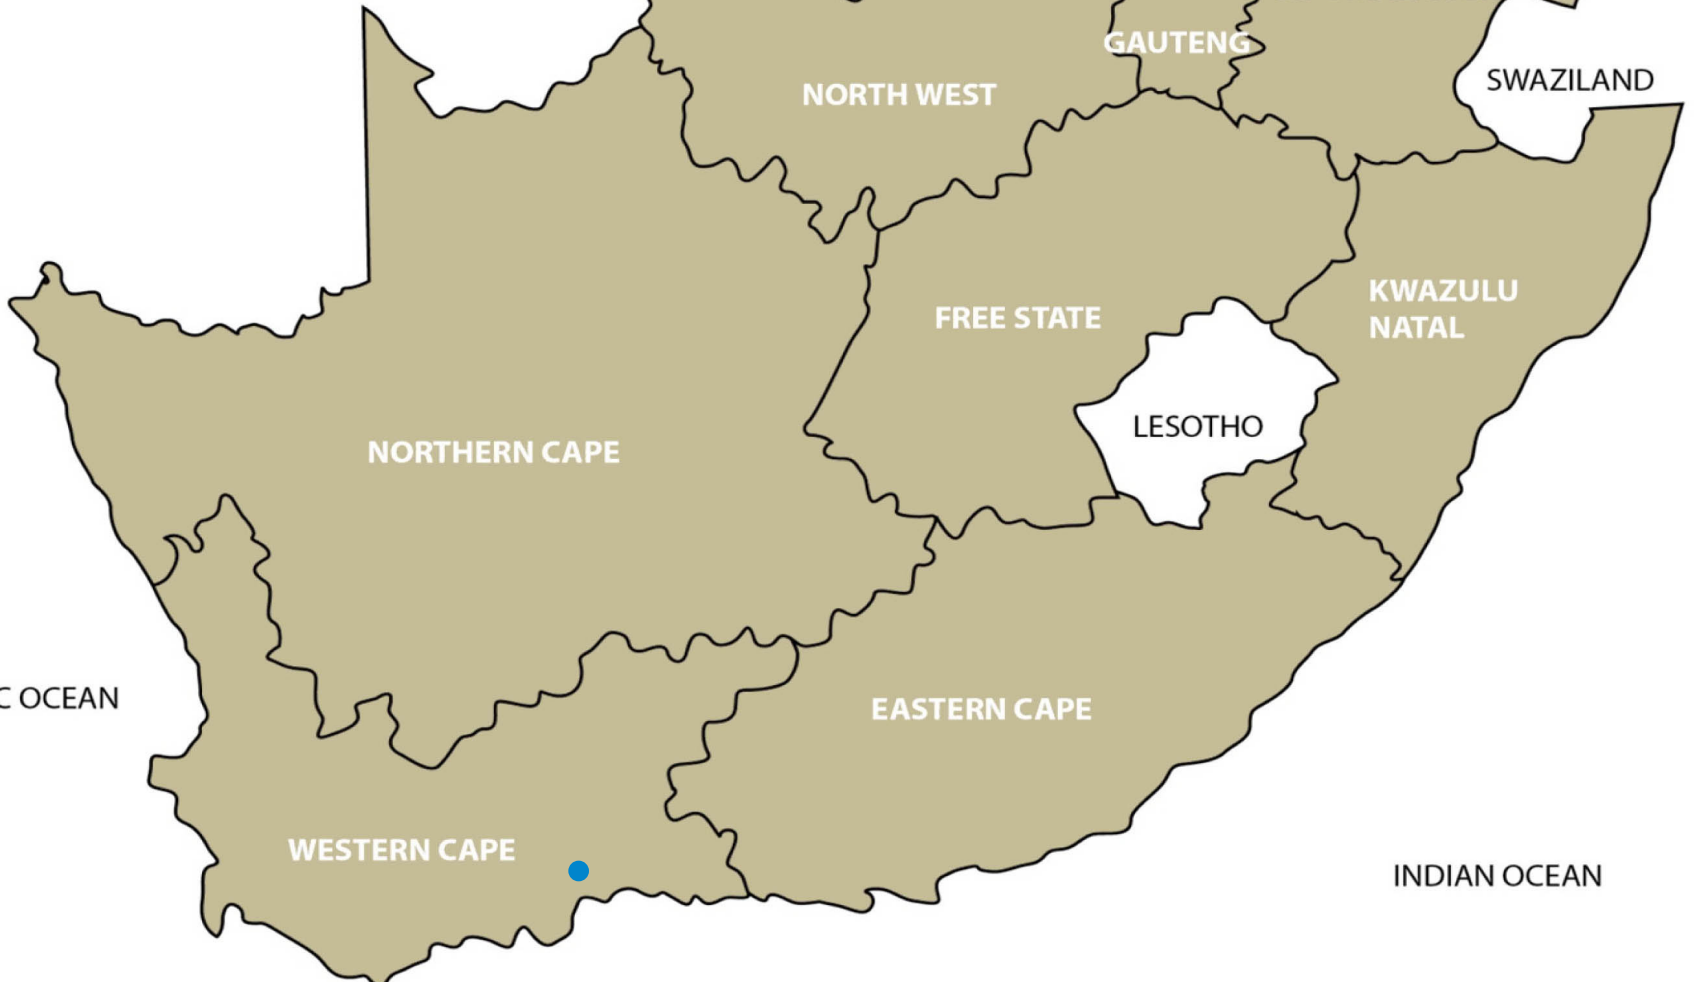 GAUTENG
SWAZILAND
NORTH WEST
KWAZULU
NATAL
FREE STATE
LESOTHO
NORTHERN CAPE
C OCEAN
EASTERN CAPE
WESTERN CAPE
INDIAN OCEAN